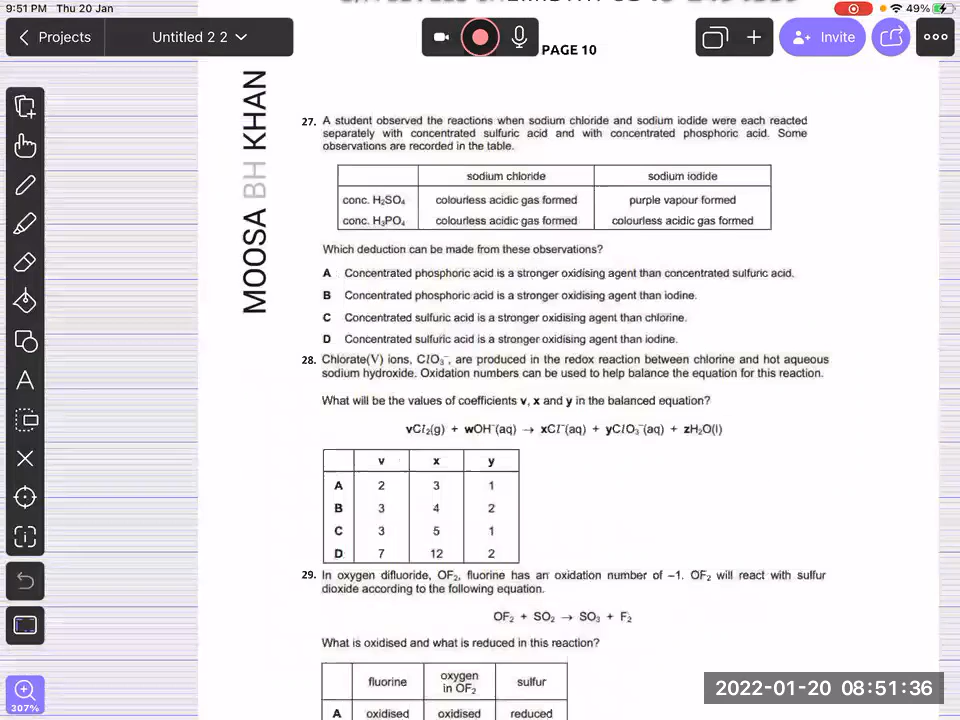 9:51 PM Thu 20 Jan
49%
Projects
Untitled 2 2
PAGE 10
Invite
MOOSA BH KHAN
27. A student observed the reactions when sodium chloride and sodium iodide were each reacted
separately with concentrated sulfuric acid and with concentrated phosphoric acid. Some
observations are recorded in the table.
sodium chloride sodium iodide
conc. H₂SO₄ colourless acidic gas formed purple vapour formed
conc. H₃PO₄ colourless acidic gas formed colourless acidic gas formed
Which deduction can be made from these observations?
A Concentrated phosphoric acid is a stronger oxidising agent than concentrated sulfuric acid.
B Concentrated phosphoric acid is a stronger oxidising agent than iodine.
C Concentrated sulfuric acid is a stronger oxidising agent than chlorine.
D Concentrated sulfuric acid is a stronger oxidising agent than iodine.
28. Chlorate(V) ions, ClO₃⁻, are produced in the redox reaction between chlorine and hot aqueous
sodium hydroxide. Oxidation numbers can be used to help balance the equation for this reaction.
What will be the values of coefficients v, x and y in the balanced equation?
vCl₂(g) + wOH⁻(aq) → xCl⁻(aq) + yClO₃⁻(aq) + zH₂O(l)
v x y
A 2 3 1
B 3 4 2
C 3 5 1
D 7 12 2
29. In oxygen difluoride, OF₂, fluorine has an oxidation number of –1. OF₂ will react with sulfur
dioxide according to the following equation.
OF₂ + SO₂ → SO₃ + F₂
What is oxidised and what is reduced in this reaction?
fluorine oxygen in OF₂ sulfur
A oxidised oxidised reduced
307%
2022-01-20 08:51:36